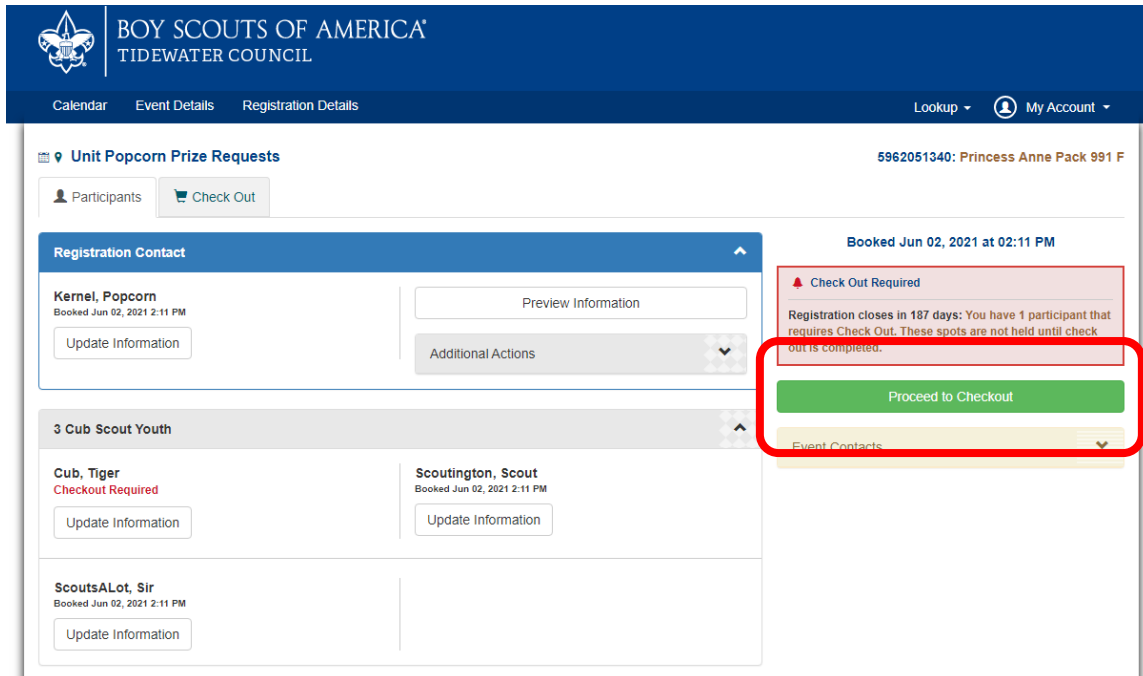 BOY SCOUTS OF AMERICA®
TIDEWATER COUNCIL
Calendar Event Details Registration Details Lookup My Account
Unit Popcorn Prize Requests 5962051340: Princess Anne Pack 991 F
Participants Check Out
Registration Contact
Kernel, Popcorn
Booked Jun 02, 2021 2:11 PM
Update Information
Preview Information
Additional Actions
3 Cub Scout Youth
Cub, Tiger
Checkout Required
Update Information
Scoutington, Scout
Booked Jun 02, 2021 2:11 PM
Update Information
ScoutsALot, Sir
Booked Jun 02, 2021 2:11 PM
Update Information
Booked Jun 02, 2021 at 02:11 PM
Check Out Required
Registration closes in 187 days: You have 1 participant that
requires Check Out. These spots are not held until check
out is completed.
Proceed to Checkout
Event Contacts